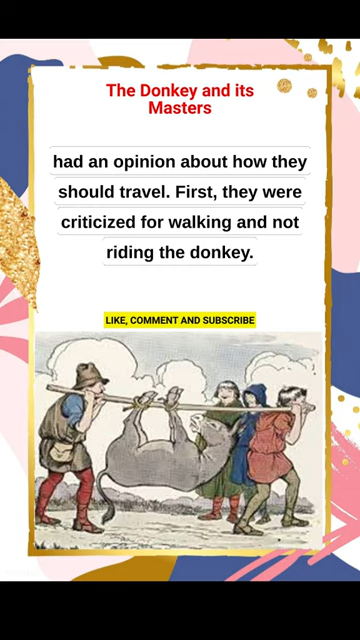 The Donkey and its
Masters
had an opinion about how they
should travel. First, they were
criticized for walking and not
riding the donkey.
LIKE, COMMENT AND SUBSCRIBE